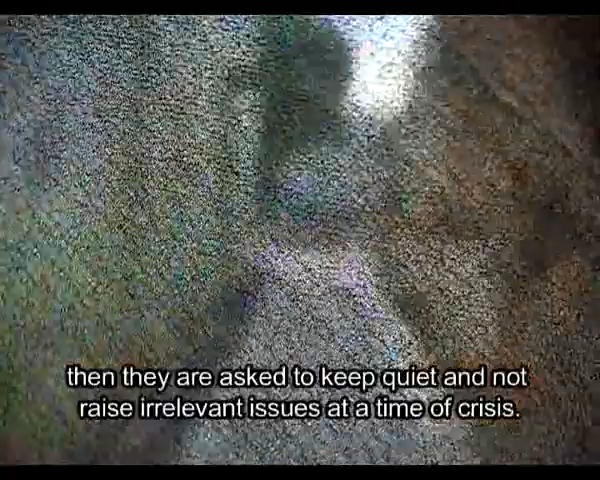 then they are asked to keep quiet and not
raise irrelevant issues at a time of crisis.